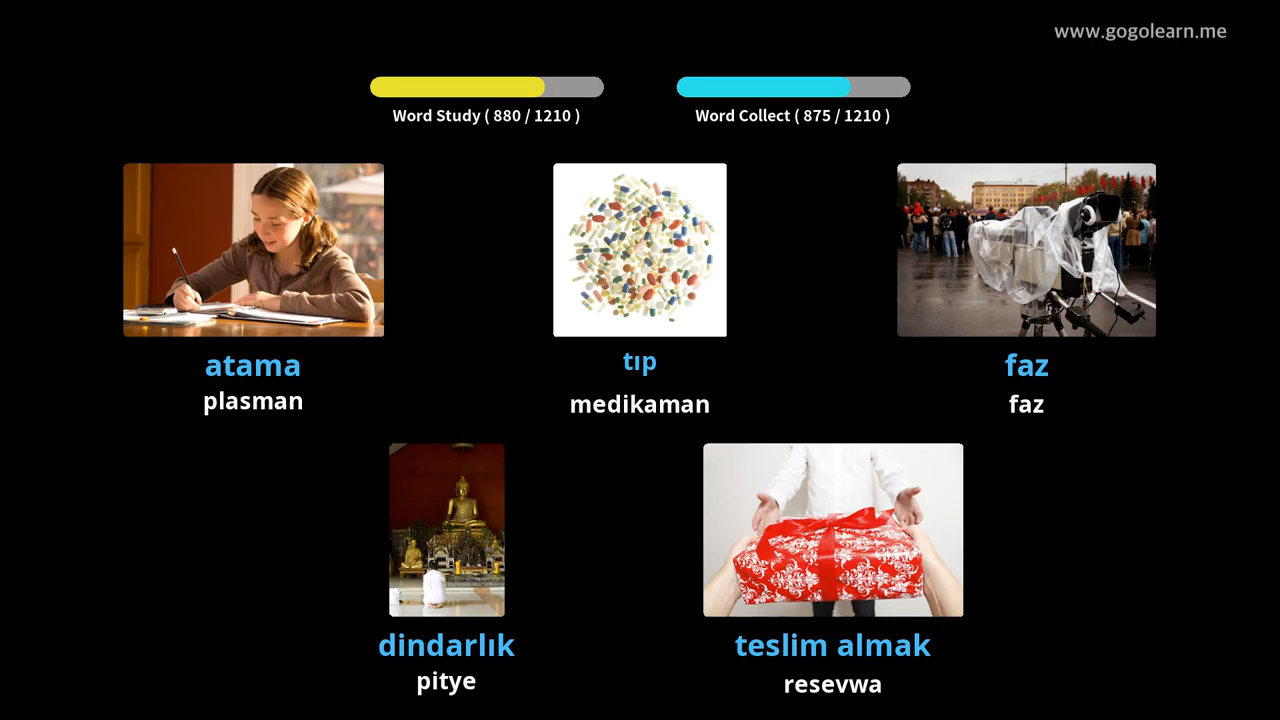 www.gogolearn.me
Word Study ( 880 / 1210 )
Word Collect ( 875 / 1210 )
atama
plasman
tıp
medikaman
faz
faz
dindarlık
pitye
teslim almak
resevwa